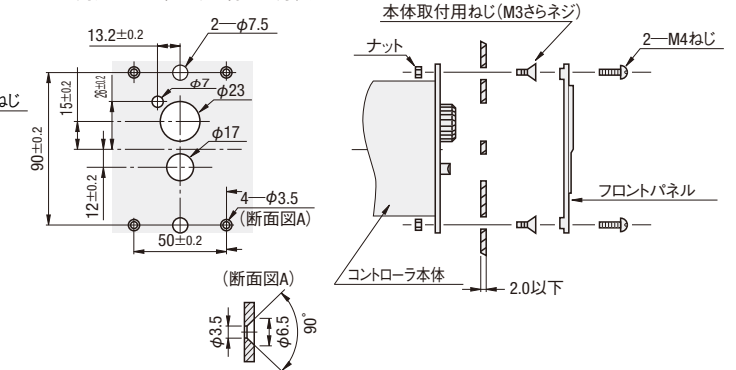 13.2±0.2
2―φ7.5
φ7
φ23
26±0.2
15±0.2
90±0.2
φ17
12±0.2
4―φ3.5
(断面図A)
50±0.2
ねじ
(断面図A)
φ3.5
φ6.5
90°
本体取付用ねじ(M3さらネジ)
ナット
2―M4ねじ
フロントパネル
コントローラ本体
2.0以下